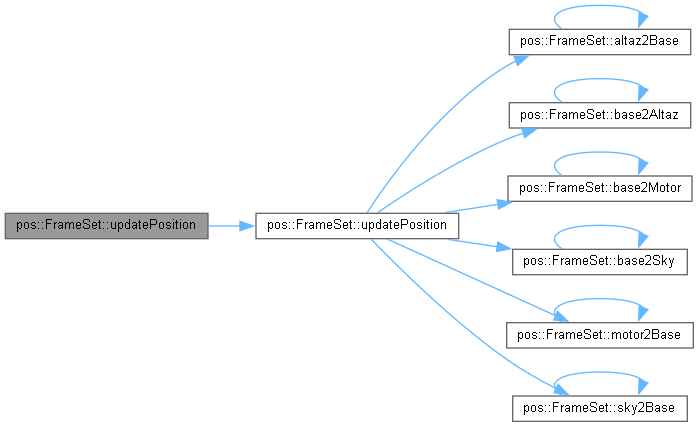 pos::FrameSet::altaz2Base
pos::FrameSet::base2Altaz
pos::FrameSet::base2Motor
pos::FrameSet::updatePosition
pos::FrameSet::updatePosition
pos::FrameSet::base2Sky
pos::FrameSet::motor2Base
pos::FrameSet::sky2Base